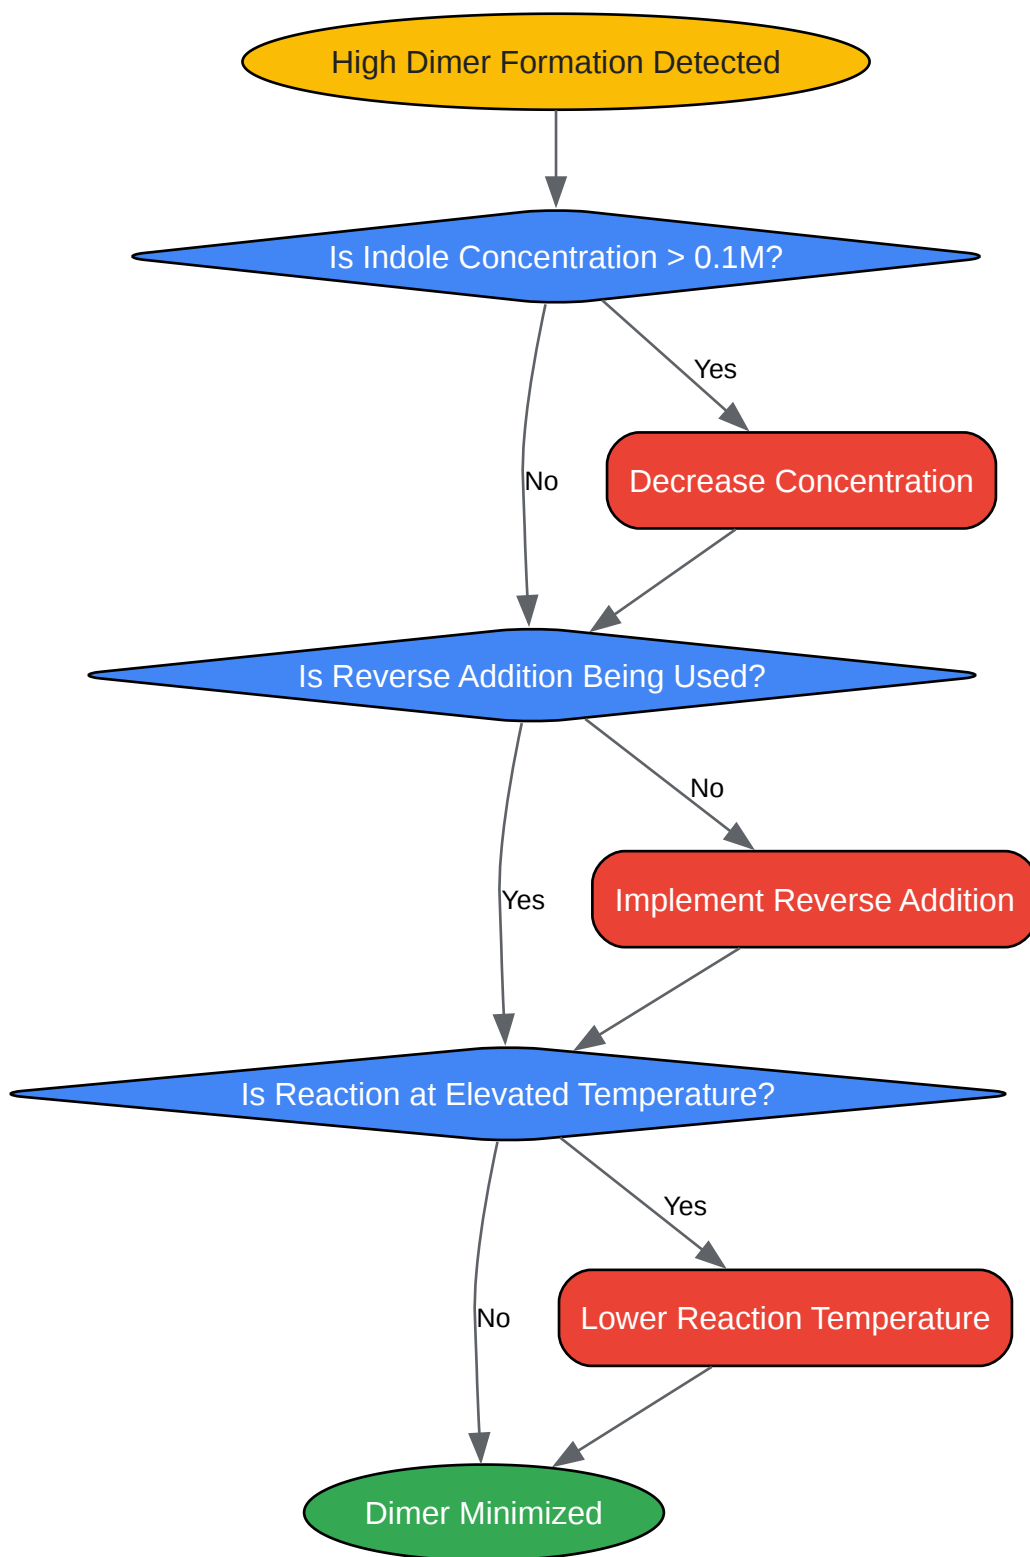 High Dimer Formation Detected
Is Indole Concentration > 0.1M?
Yes
No
Decrease Concentration
Is Reverse Addition Being Used?
No
Yes
Implement Reverse Addition
Is Reaction at Elevated Temperature?
Yes
No
Lower Reaction Temperature
Dimer Minimized